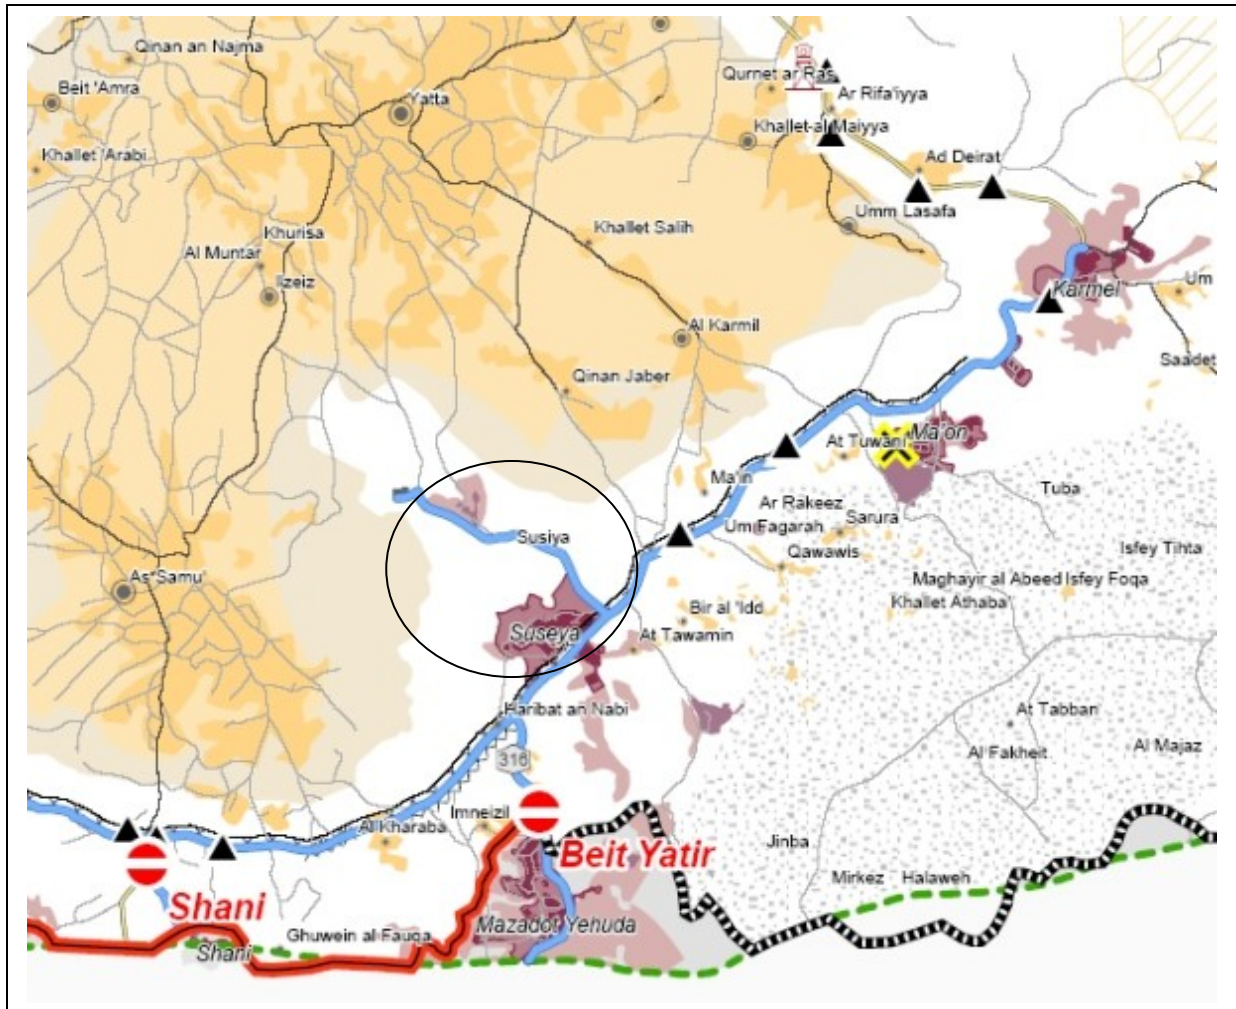 Qinan an Najma
Beit 'Amra
Yatta
Qurnet ar Ras
Ar Rifa'iyya
Khallet al Maiyya
Khallet 'Arabi
Ad Deirat
Umm Lasafa
Khallet Salih
Khurisa
Al Muntar
Karmel
Um
Al Karmil
Saadet
Qinan Jaber
At Tuwani
Ma'on
Ma'in
Tuba
Ar Rakeez
Um Fagarah
Sarura
Susiya
Qawawis
Isfey Tihta
As Samu'
Maghayir al Abeed
Isfey Foqa
Khallet Athaba'
Bir al 'Idd
Suseya
At Tawamin
Haribat an Nabi
At Tabban
Al Fakheit
Al Majaz
316
Imneizil
Al Kharaba
Jinba
Beit Yatir
Mirkez
Halaweh
Shani
Mazadot Yehuda
Ghuwein al Fauqa
Shani